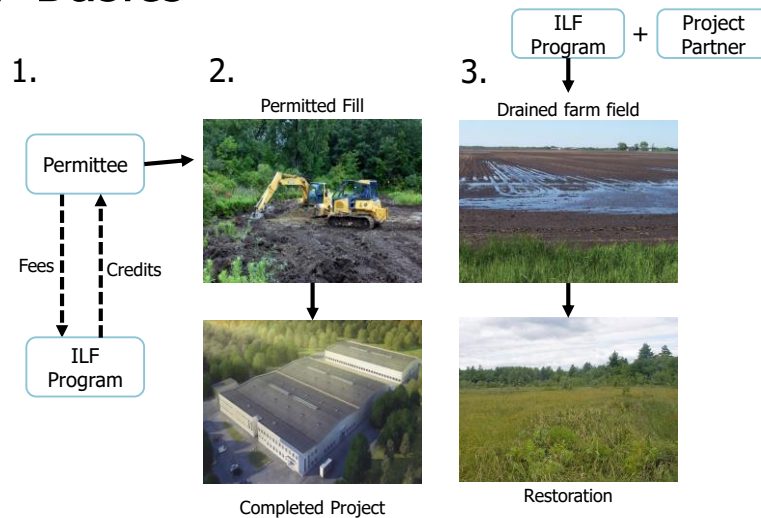 Basics
1.
Permittee
Fees
Credits
ILF
Program
2.
Permitted Fill
Completed Project
ILF
Program
+
Project
Partner
3.
Drained farm field
Restoration